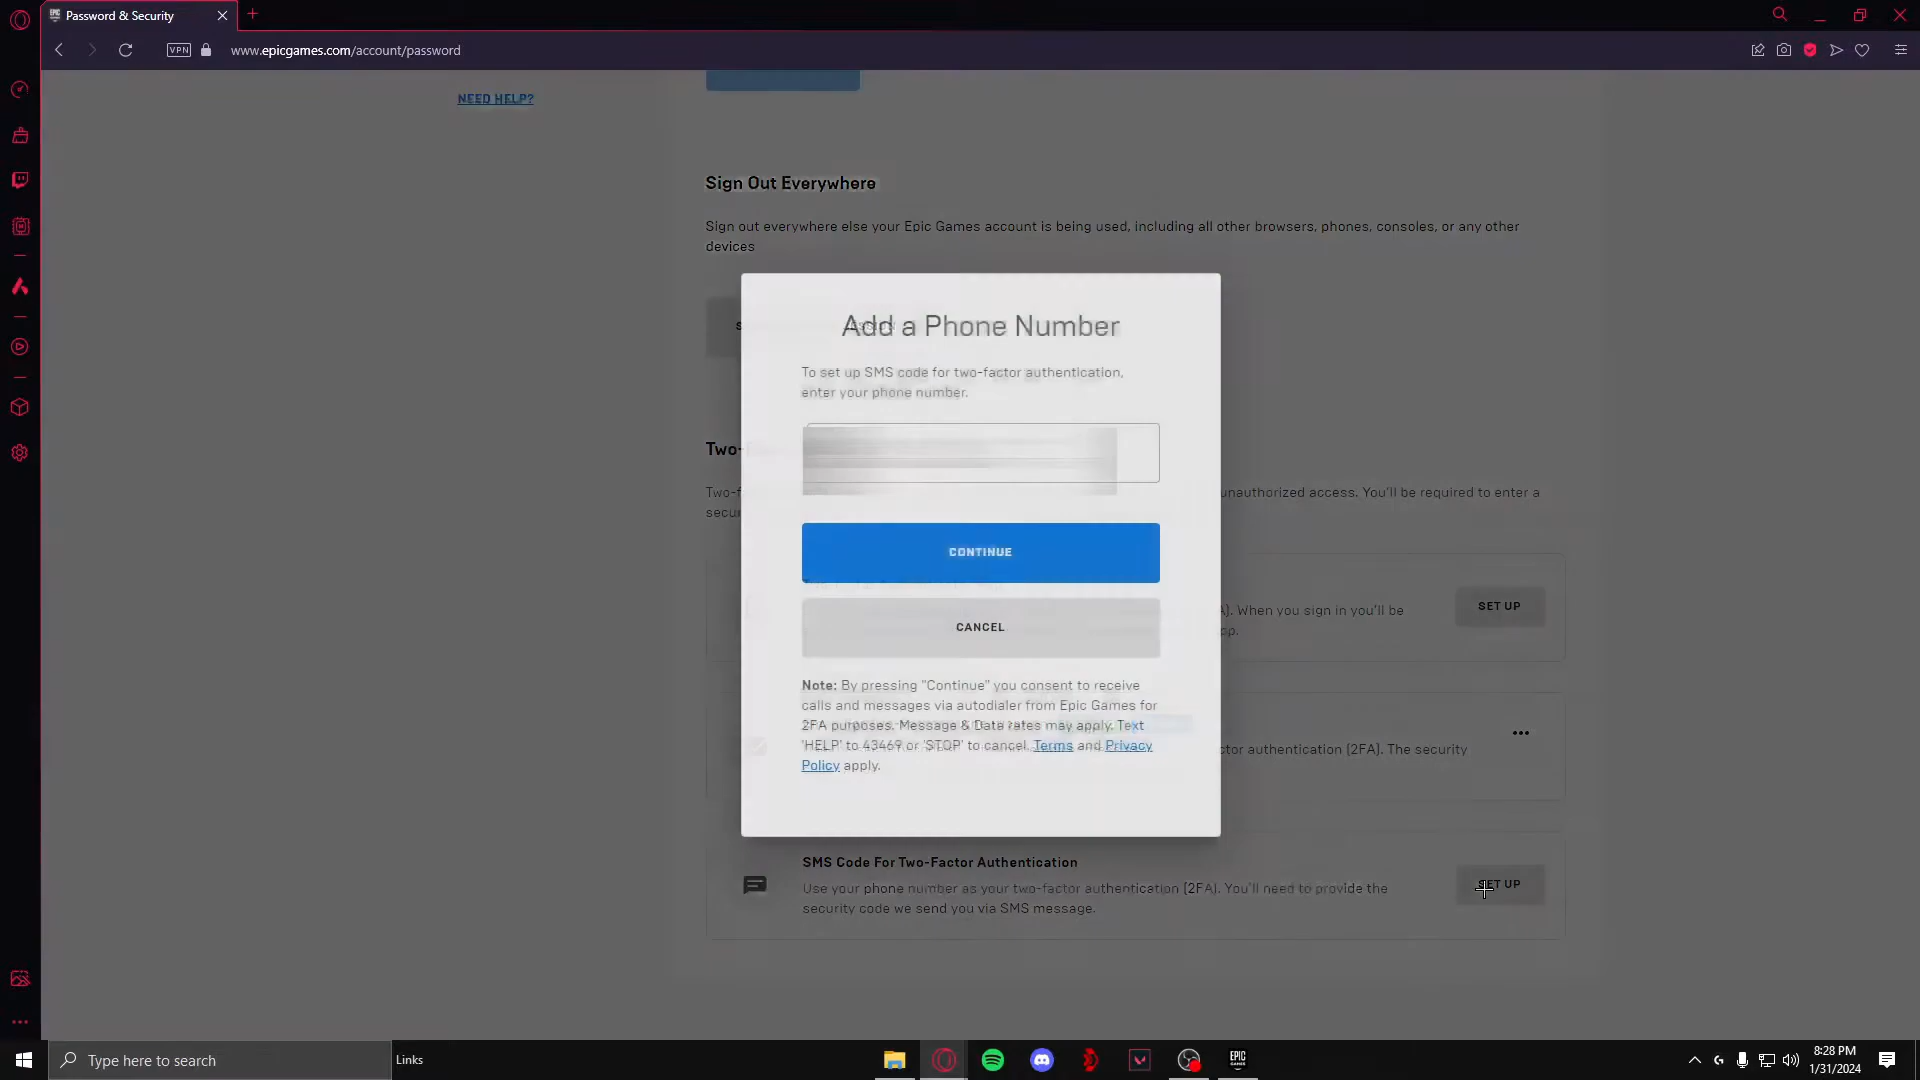 Password & Security
VPN
www.epicgames.com/account/password
NEED HELP?
Sign Out Everywhere
Sign out everywhere else your Epic Games account is being used, including all other browsers, phones, consoles, or any other
devices
Add a Phone Number
To set up SMS code for two-factor authentication,
enter your phone number.
Two-
Two-f
unauthorized access. You'll be required to enter a
secur
CONTINUE
A). When you sign in you'll be
SET UP
CANCEL
Note: By pressing "Continue" you consent to receive
calls and messages via autodialer from Epic Games for
2FA purposes. Message & Data rates may apply. Text
'HELP' to 43469 or 'STOP' to cancel. Terms and Privacy
Policy apply.
ctor authentication (2FA). The security
SMS Code For Two-Factor Authentication
Use your phone number as your two-factor authentication (2FA). You'll need to provide the
security code we send you via SMS message.
SET UP
Type here to search
Links
EPIC
GAMES
8:28 PM
1/31/2024